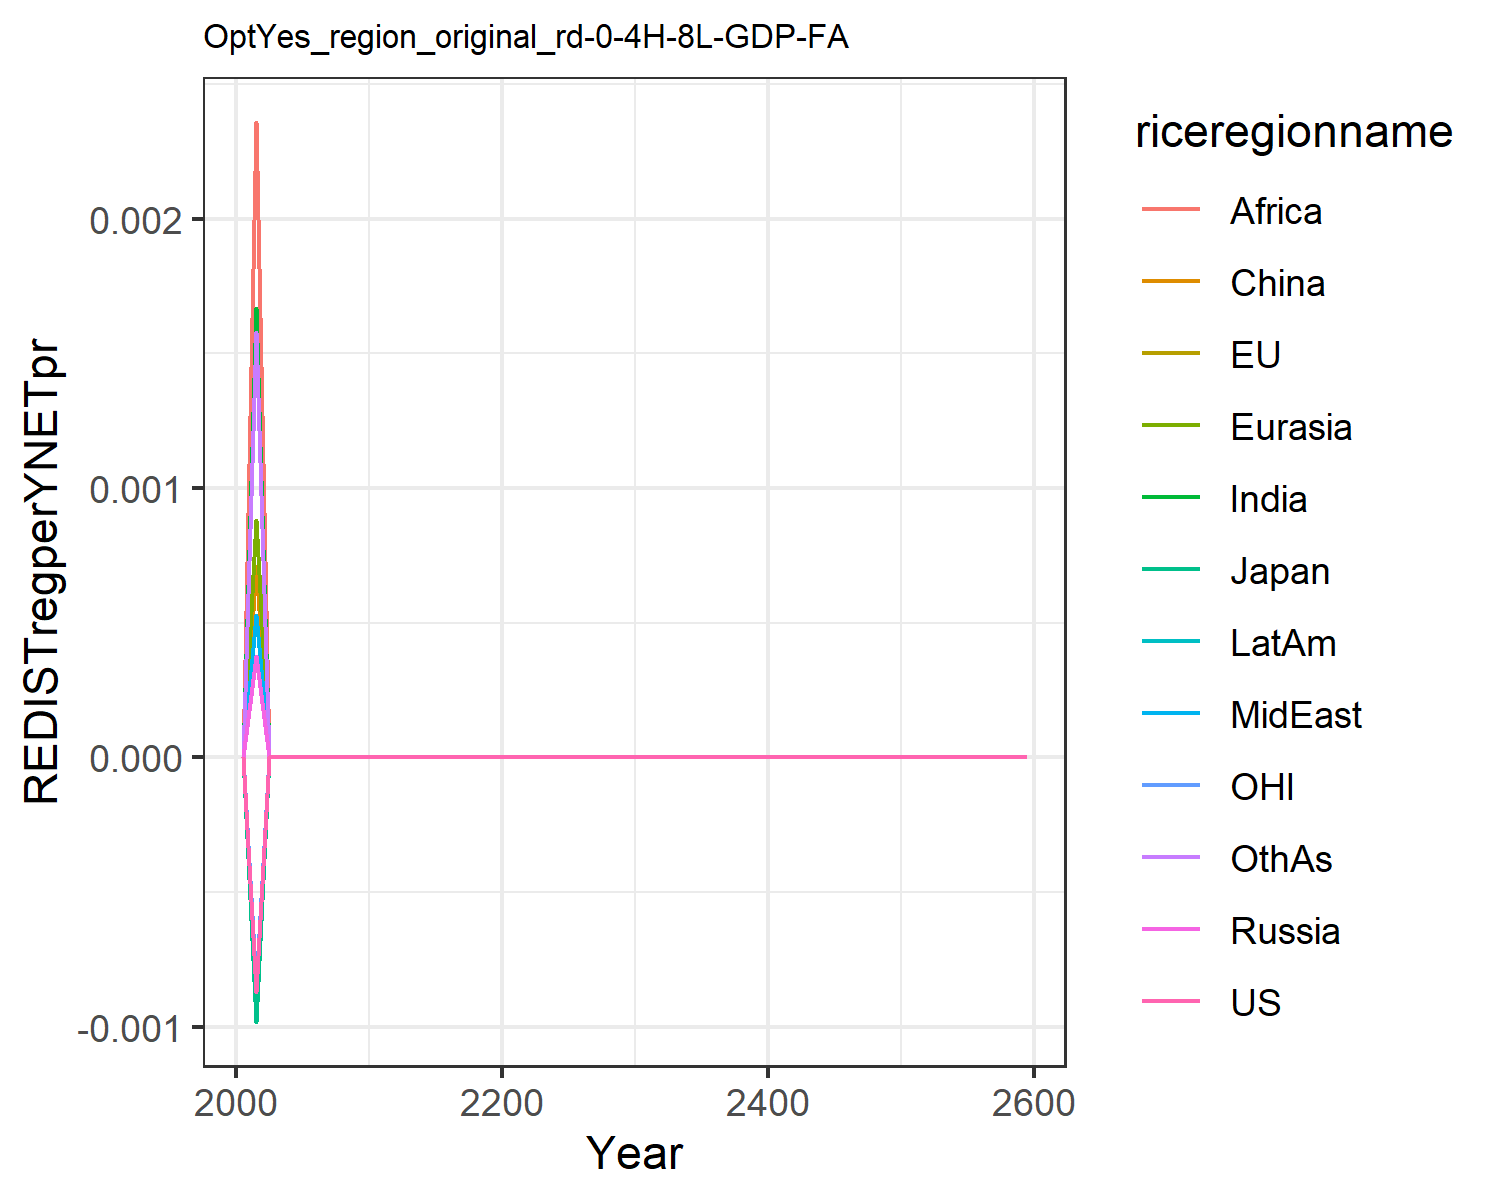 OptYes_region_original_rd-0-4H-8L-GDP-FA
REDISTregperYNETpr
0.002
0.001
0.000
-0.001
2000
2200
2400
2600
Year
riceregionname
Africa
China
EU
Eurasia
India
Japan
LatAm
MidEast
OHI
OthAs
Russia
US